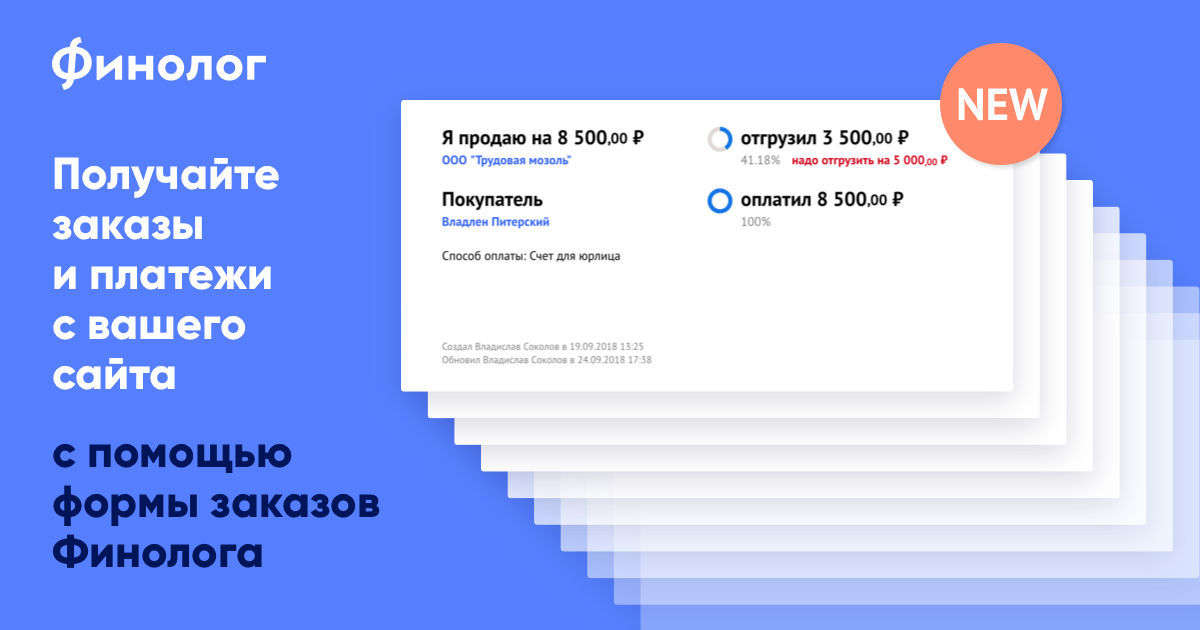 Финолог
Получайте
заказы
и платежи
с вашего
сайта
с помощью
формы заказов
Финолога
NEW
Я продаю на 8 500,00 ₽
ООО "Трудовая мозоль"
отгрузил 3 500,00 ₽
41.18% надо отгрузить на 5 000,00 ₽
Покупатель
Владлен Питерский
оплатил 8 500,00 ₽
100%
Способ оплаты: Счет для юрлица
Создал Владислав Соколов в 19.09.2018 13:25
Обновил Владислав Соколов в 24.09.2018 17:38